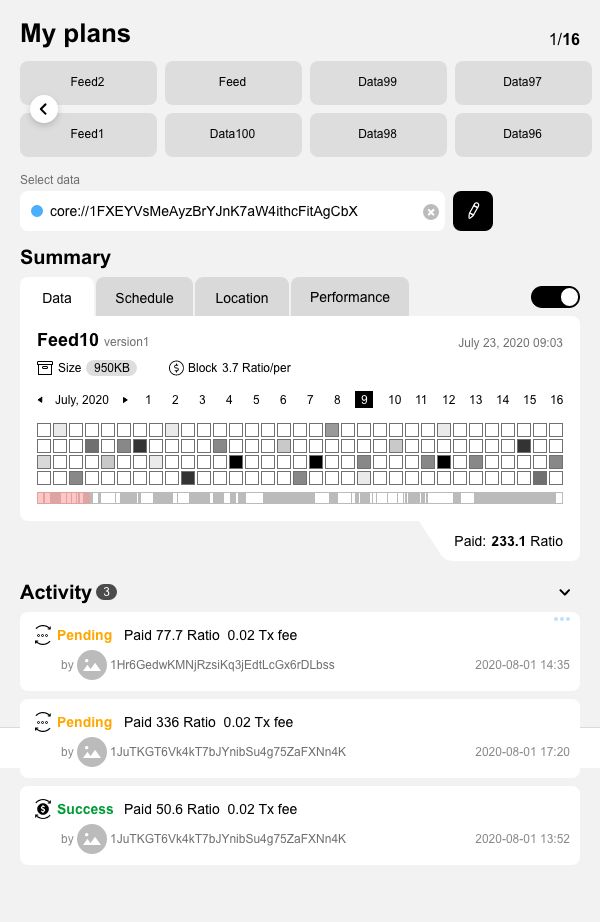 My plans
1/16
Feed2 Feed Data99 Data97
Feed1 Data100 Data98 Data96
Select data
core://1FXEYVsMeAyzBrYJnK7aW4ithcFitAgCbX
Summary
Data Schedule Location Performance
Feed10 version1 July 23, 2020 09:03
Size 950KB $ Block 3.7 Ratio/per
July, 2020 1 2 3 4 5 6 7 8 9 10 11 12 13 14 15 16
Paid: 233.1 Ratio
Activity 3
Pending Paid 77.7 Ratio 0.02 Tx fee
by 1Hr6GedwKMNjRzsiKq3jEdtLcGx6rDLbss 2020-08-01 14:35
Pending Paid 336 Ratio 0.02 Tx fee
by 1JuTKGT6Vk4kT7bJYnibSu4g75ZaFXNn4K 2020-08-01 17:20
$ Success Paid 50.6 Ratio 0.02 Tx fee
by 1JuTKGT6Vk4kT7bJYnibSu4g75ZaFXNn4K 2020-08-01 13:52